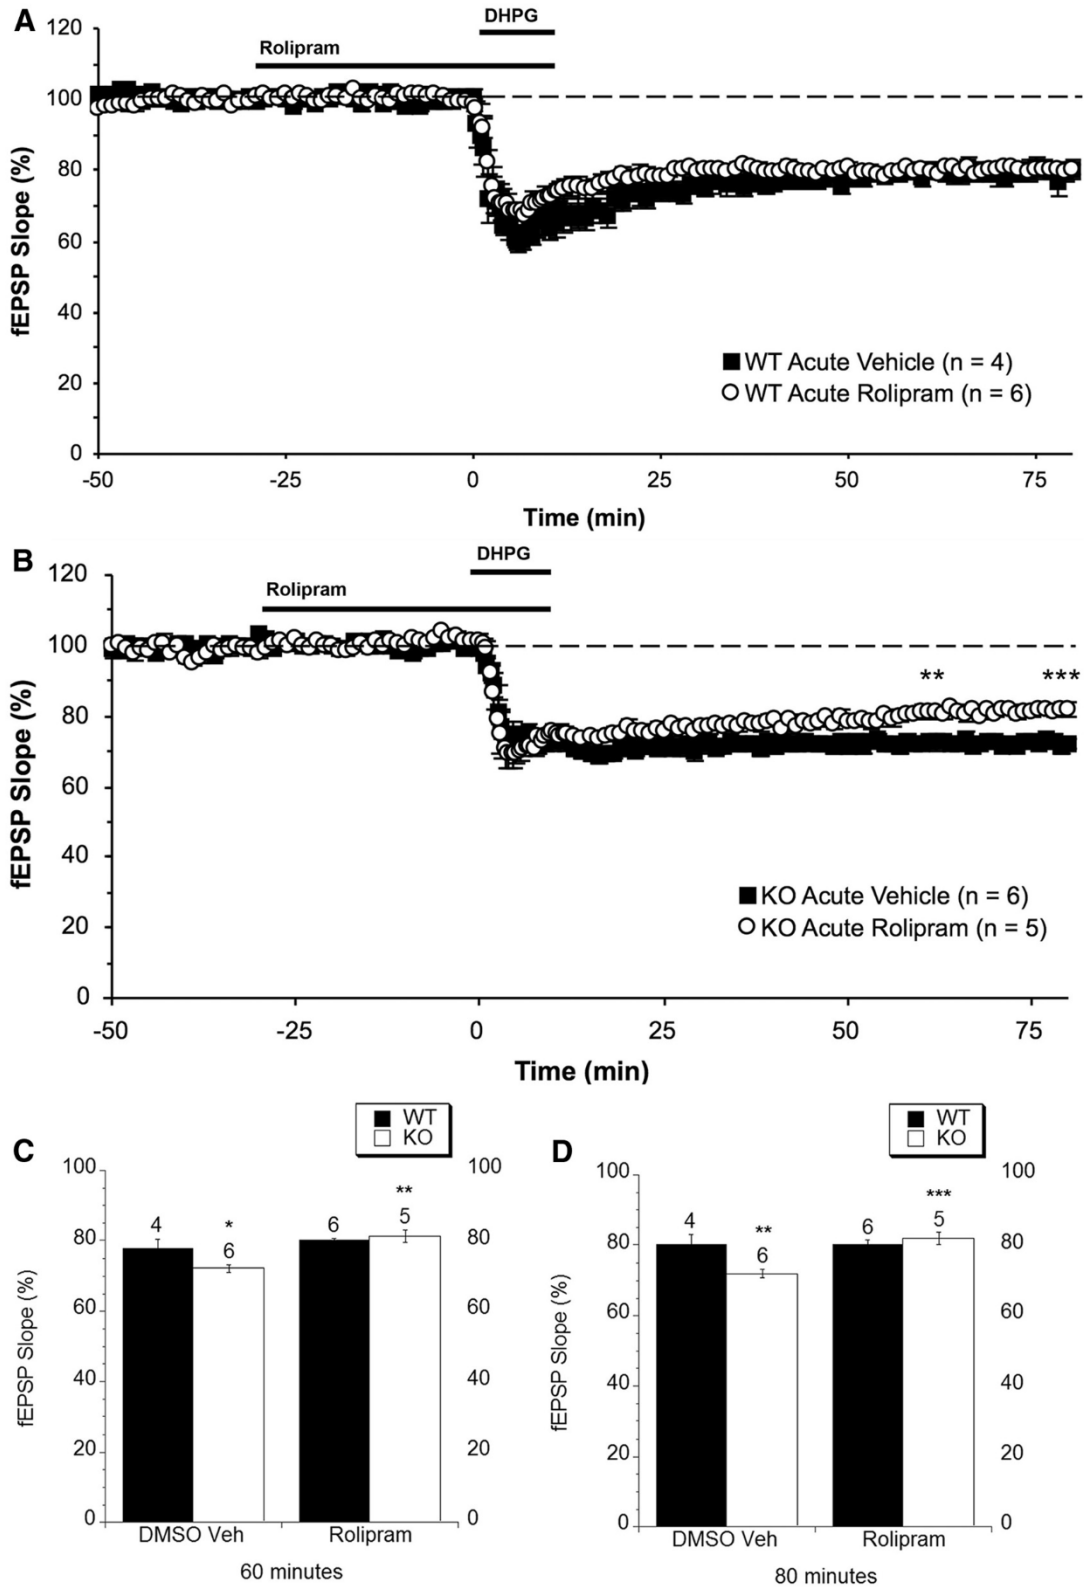 A
DHPG
Rolipram
120
100
80
60
40
20
0
fEPSP Slope (%)
WT Acute Vehicle (n = 4)
WT Acute Rolipram (n = 6)
-50 -25 0 25 50 75
Time (min)
B
DHPG
Rolipram
120
100
80
60
40
20
0
fEPSP Slope (%)
** ***
KO Acute Vehicle (n = 6)
KO Acute Rolipram (n = 5)
-50 -25 0 25 50 75
Time (min)
C
WT
KO
100
80
60
40
20
0
fEPSP Slope (%)
4 * 6 6 ** 5
100
80
60
40
20
0
DMSO Veh Rolipram
60 minutes
D
WT
KO
100
80
60
40
20
0
fEPSP Slope (%)
4 ** 6 6 *** 5
100
80
60
40
20
0
DMSO Veh Rolipram
80 minutes